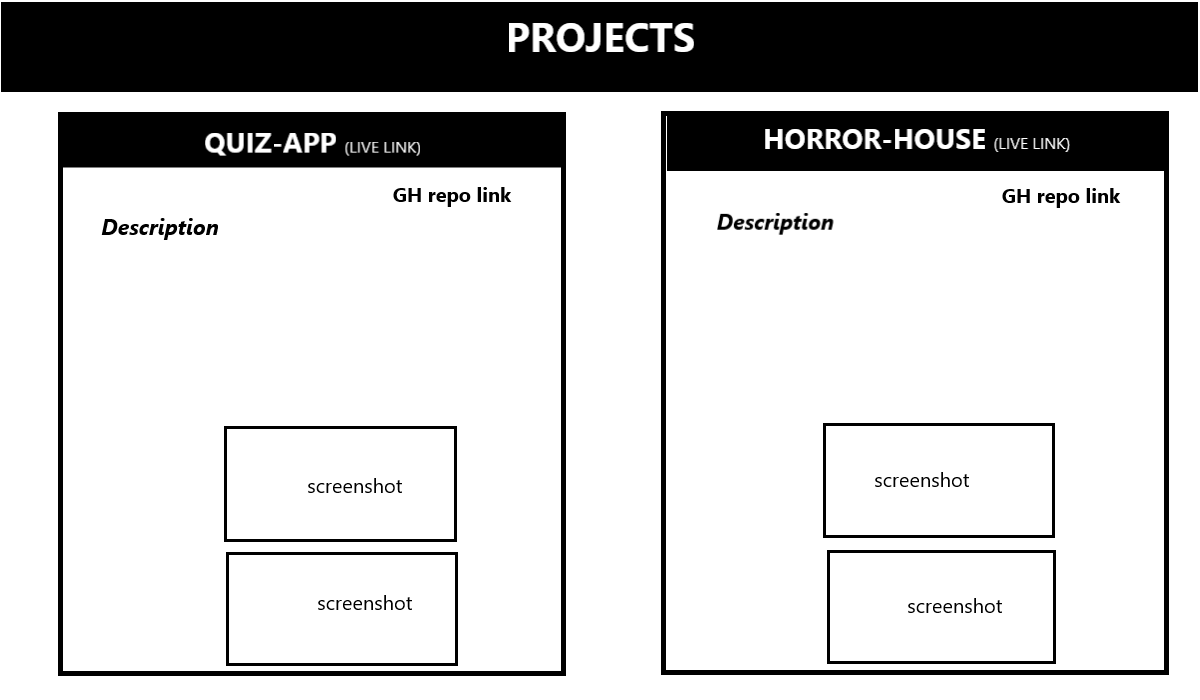 PROJECTS
QUIZ-APP (LIVE LINK)
GH repo link
Description
screenshot
screenshot
HORROR-HOUSE (LIVE LINK)
GH repo link
Description
screenshot
screenshot